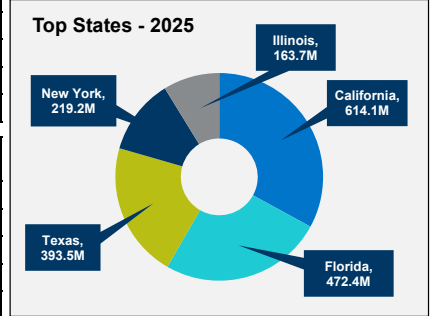 Top States - 2025
Illinois,
163.7M
New York,
219.2M
California,
614.1M
Texas,
393.5M
Florida,
472.4M